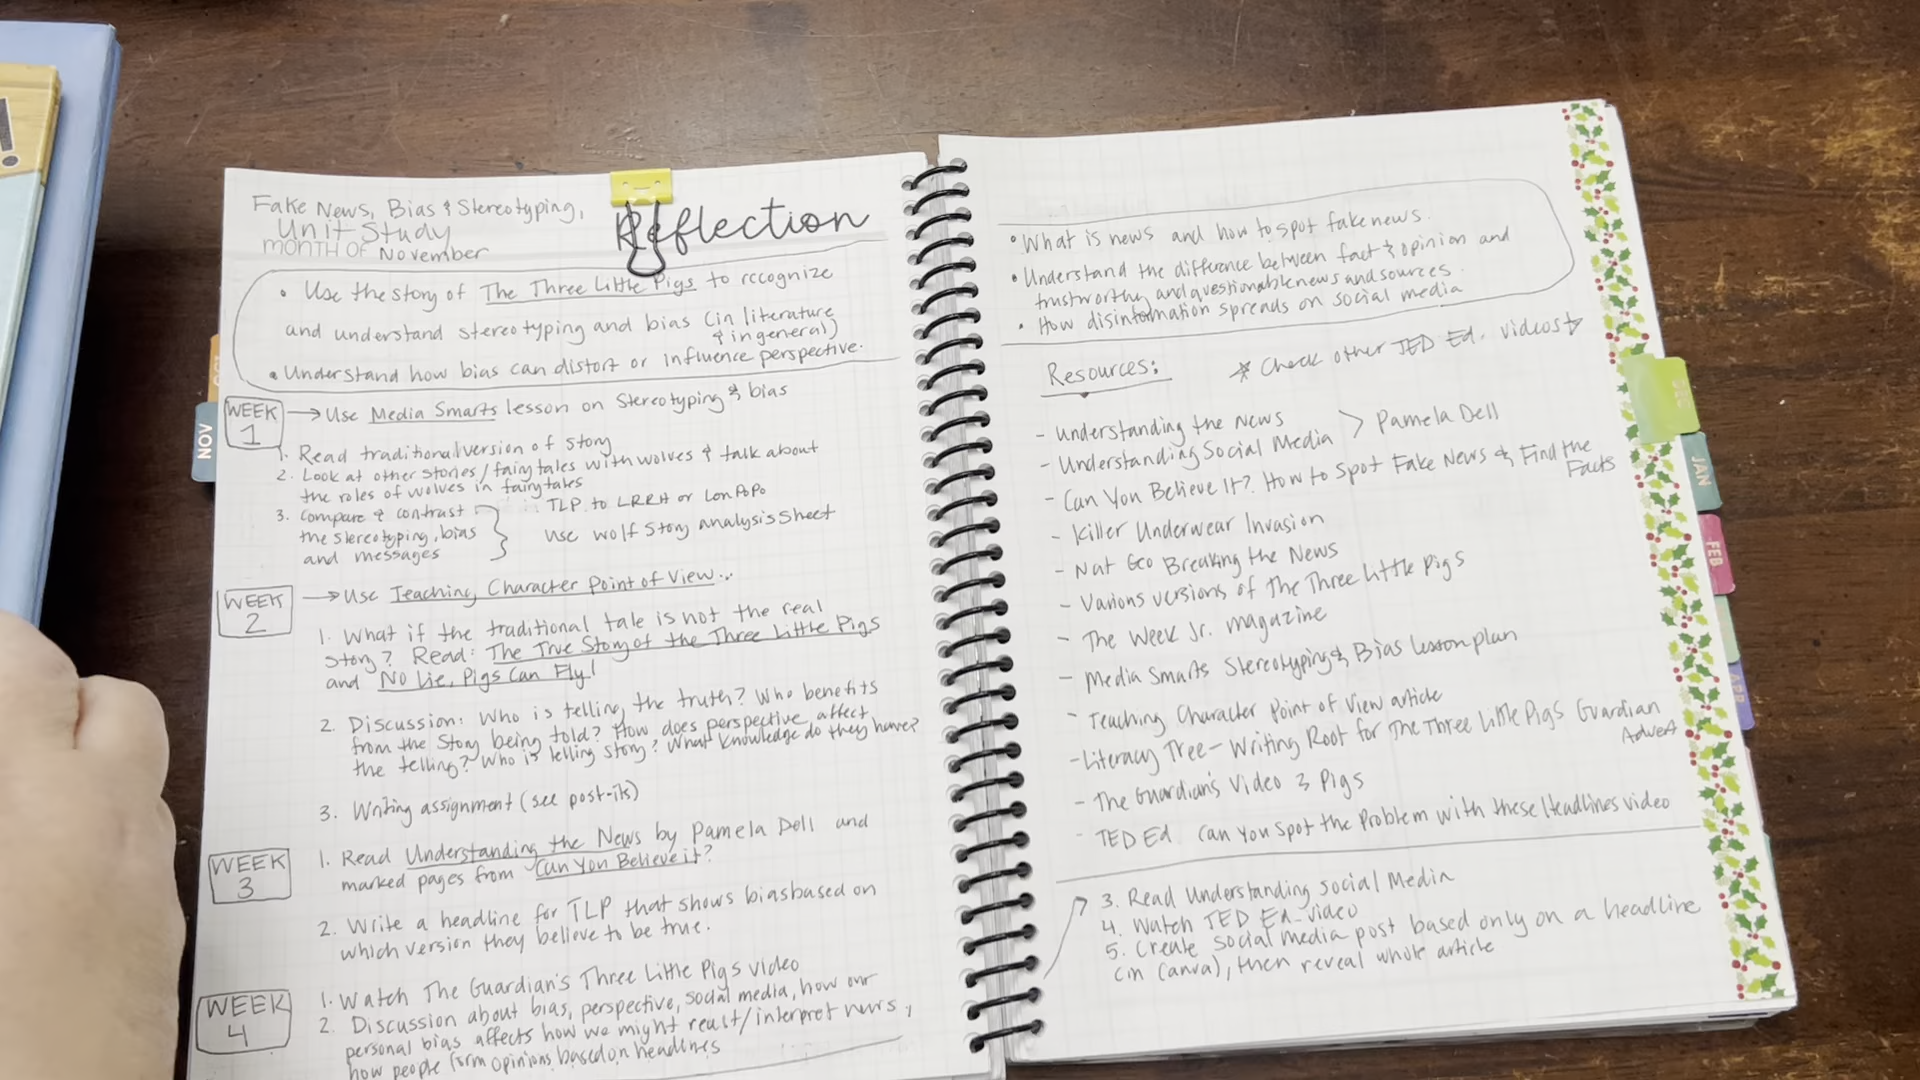 Fake News, Bias & Stereotyping,
Unit Study
MONTH OF November
Reflection
• Use the story of The Three Little Pigs to recognize
and understand stereotyping and bias (in literature
& in general)
• Understand how bias can distort or influence perspective.
WEEK 1
→ Use Media Smarts lesson on Stereotyping & bias
1. Read traditional version of story
2. Look at other stories/fairytales with wolves & talk about
the roles of wolves in fairytales
3. Compare & contrast
the stereotyping, bias
and messages
TLP to LRRH or Lon PoPo
Use wolf Story Analysis Sheet
WEEK 2
→ Use Teaching Character Point of View...
1. What if the traditional tale is not the real
story? Read: The True Story of the Three Little Pigs
and No Lie, Pigs Can Fly!
2. Discussion: Who is telling the truth? Who benefits
from the story being told? How does perspective affect
the telling? Who is telling story? What knowledge do they have?
3. Writing assignment (see post-its)
WEEK 3
1. Read Understanding the News by Pamela Dell and
marked pages from Can You Believe it?
2. Write a headline for TLP that shows bias based on
which version they believe to be true.
WEEK 4
1. Watch The Guardian's Three Little Pigs video
2. Discussion about bias, perspective, social media, how our
personal bias affects how we might react/interpret news,
how people form opinions based on headlines
NOV
• What is news and how to spot fake news.
• Understand the difference between fact & opinion and
trustworthy and questionable news and sources.
• How disinformation spreads on social media
Resources:
* Check other TED Ed. videos
- Understanding the News
- Understanding Social Media > Pamela Dell
- Can You Believe It? How to Spot Fake News & Find the
Facts
- Killer Underwear Invasion
- Nat Geo Breaking the News
- Various versions of The Three Little Pigs
- The Week Jr. magazine
- Media Smarts Stereotyping & Bias lesson plan
- Teaching Character Point of View article
- Literacy Tree - Writing Root for The Three Little Pigs Guardian
Advert
- The Guardian's Video 3 Pigs
- TED Ed Can You Spot the Problem with these Headlines video
3. Read Understanding Social Media
4. Watch TED Ed video
5. Create social media post based only on a headline
(in Canva), then reveal whole article
JAN
FEB
APR